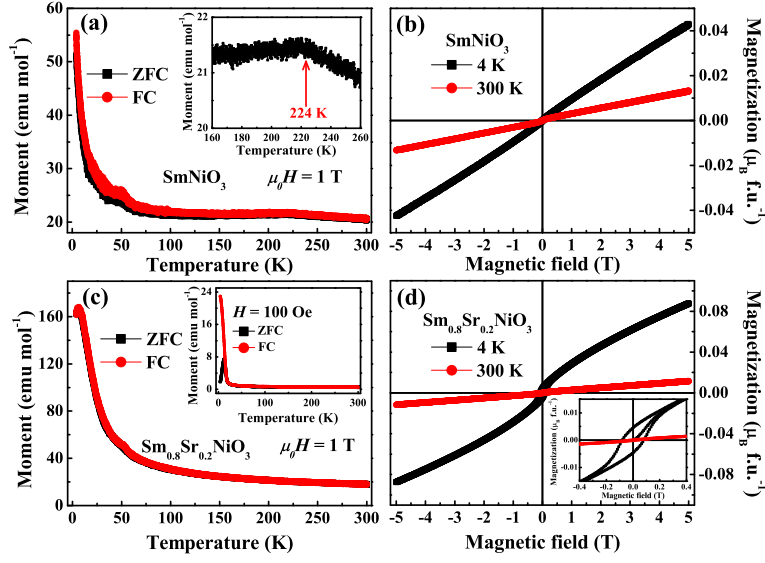 (a)
Moment (emu mol⁻¹)
60
50
40
30
20
ZFC
FC
SmNiO₃
μ₀H = 1 T
0
50
100
150
200
250
300
Temperature (K)
Moment (emu mol⁻¹)
22
21
20
224 K
160
180
200
220
240
260
Temperature (K)
(b)
SmNiO₃
4 K
300 K
0.04
0.02
0.00
-0.02
-0.04
Magnetization (μB f.u.⁻¹)
-5 -4 -3 -2 -1 0 1 2 3 4 5
Magnetic field (T)
(c)
Moment (emu mol⁻¹)
160
120
80
40
0
ZFC
FC
Sm₀.₈Sr₀.₂NiO₃
μ₀H = 1 T
0
50
100
150
200
250
300
Temperature (K)
Moment (emu mol⁻¹)
24
16
8
0
H = 100 Oe
ZFC
FC
0
100
200
300
Temperature (K)
(d)
Sm₀.₈Sr₀.₂NiO₃
4 K
300 K
0.08
0.04
0.00
-0.04
-0.08
Magnetization (μB f.u.⁻¹)
-5 -4 -3 -2 -1 0 1 2 3 4 5
Magnetic field (T)
Magnetization (μB f.u.⁻¹)
0.01
0.00
-0.01
-0.4
-0.2
0.0
0.2
0.4
Magnetic field (T)